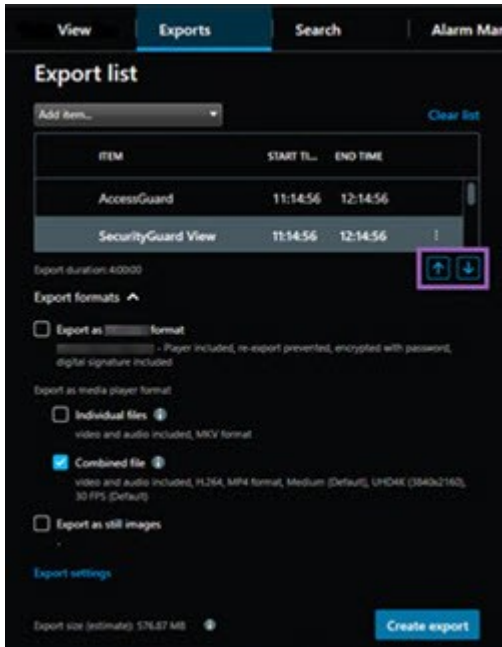 View Exports Search Alarm Mar
Export list
Add item...
Clear list
ITEM START TI... END TIME
AccessGuard 11:14:56 12:14:56
SecurityGuard View 11:14:56 12:14:56
Export duration: 4:00:00
Export formats
Export as format
- Player included, re-export prevented, encrypted with password,
digital signature included
Export as media player format
Individual files
video and audio included, MKV format
Combined file
video and audio included, H.264, MP4 format, Medium (Default), UHD4K (3840x2160),
30 FPS (Default)
Export as still images
Export settings
Export size (estimate): 576.87 MB
Create export